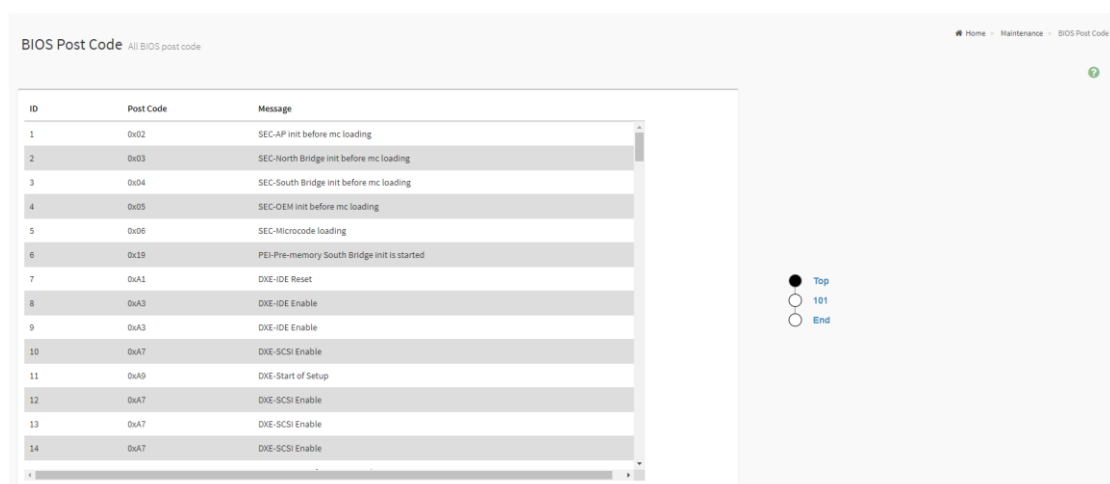 BIOS Post Code All BIOS post code
Home > Maintenance > BIOS Post Code
ID Post Code Message
1 0x02 SEC-AP init before mc loading
2 0x03 SEC-North Bridge init before mc loading
3 0x04 SEC-South Bridge init before mc loading
4 0x05 SEC-OEM init before mc loading
5 0x06 SEC-Microcode loading
6 0x19 PEI-Pre-memory South Bridge init is started
7 0xA1 DXE-IDE Reset
8 0xA3 DXE-IDE Enable
9 0xA3 DXE-IDE Enable
10 0xA7 DXE-SCSI Enable
11 0xA9 DXE-Start of Setup
12 0xA7 DXE-SCSI Enable
13 0xA7 DXE-SCSI Enable
14 0xA7 DXE-SCSI Enable
Top
101
End